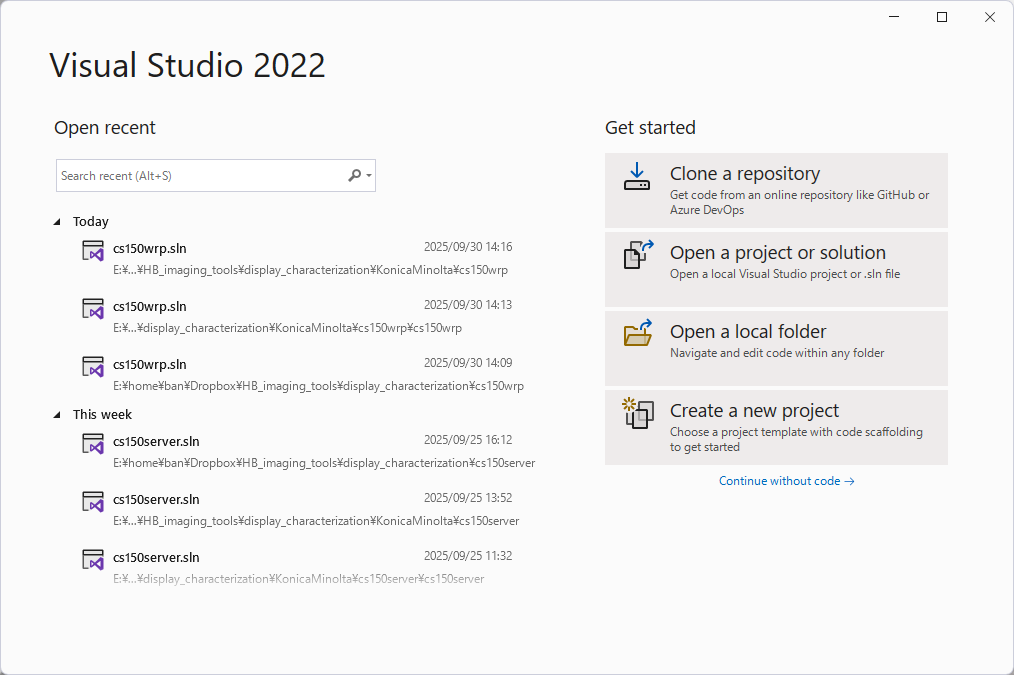 Visual Studio 2022
Open recent
Search recent (Alt+S)
Today
cs150wrp.sln 2025/09/30 14:16
E:¥...¥HB_imaging_tools¥display_characterization¥KonicaMinolta¥cs150wrp
cs150wrp.sln 2025/09/30 14:13
E:¥...¥display_characterization¥KonicaMinolta¥cs150wrp¥cs150wrp
cs150wrp.sln 2025/09/30 14:09
E:¥home¥ban¥Dropbox¥HB_imaging_tools¥display_characterization¥cs150wrp
This week
cs150server.sln 2025/09/25 16:12
E:¥home¥ban¥Dropbox¥HB_imaging_tools¥display_characterization¥cs150server
cs150server.sln 2025/09/25 13:52
E:¥...¥HB_imaging_tools¥display_characterization¥KonicaMinolta¥cs150server
cs150server.sln 2025/09/25 11:32
E:¥...¥display_characterization¥KonicaMinolta¥cs150server¥cs150server
Get started
Clone a repository
Get code from an online repository like GitHub or
Azure DevOps
Open a project or solution
Open a local Visual Studio project or .sln file
Open a local folder
Navigate and edit code within any folder
Create a new project
Choose a project template with code scaffolding
to get started
Continue without code →